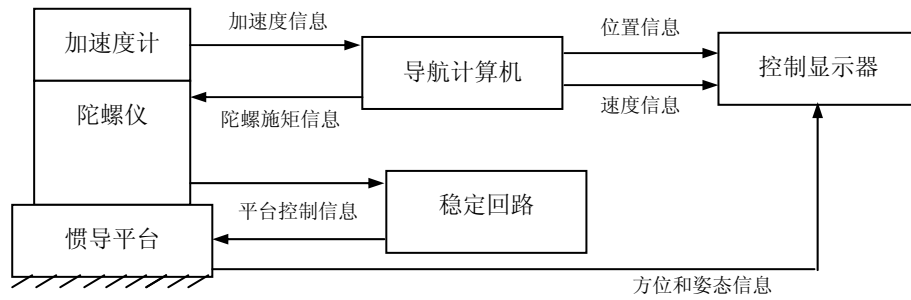 加速度计
加速度信息
导航计算机
位置信息
控制显示器
速度信息
陀螺仪
陀螺施矩信息
平台控制信息
稳定回路
惯导平台
方位和姿态信息